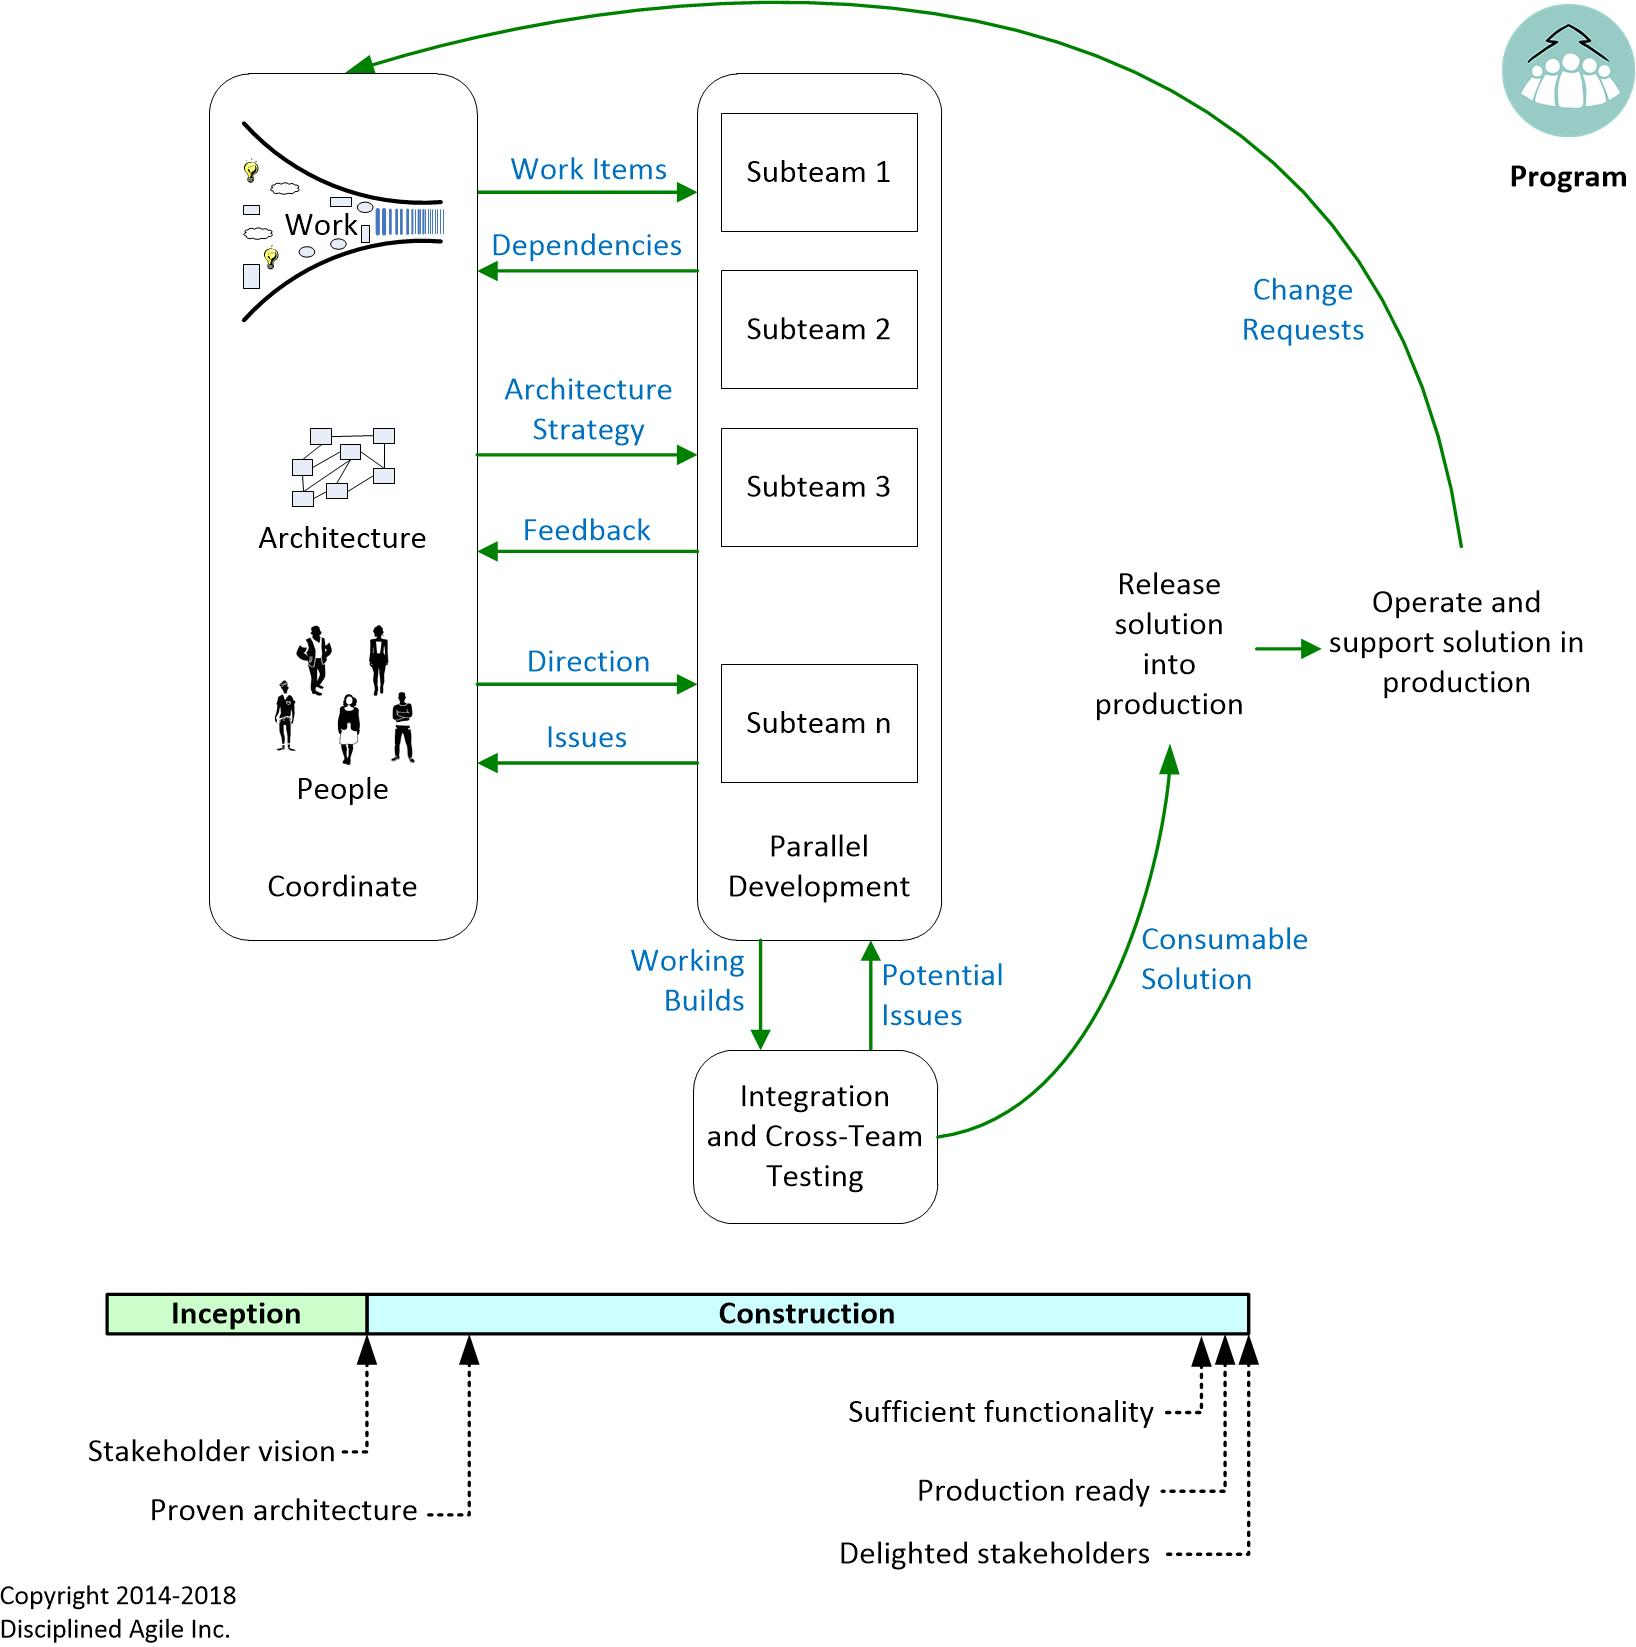 Program
Work
Architecture
People
Coordinate
Work Items
Dependencies
Architecture
Strategy
Feedback
Direction
Issues
Subteam 1
Subteam 2
Subteam 3
Subteam n
Parallel
Development
Working
Builds
Potential
Issues
Integration
and Cross-Team
Testing
Consumable
Solution
Release
solution
into
production
Operate and
support solution in
production
Change
Requests
Inception
Construction
Stakeholder vision
Proven architecture
Sufficient functionality
Production ready
Delighted stakeholders
Copyright 2014-2018
Disciplined Agile Inc.